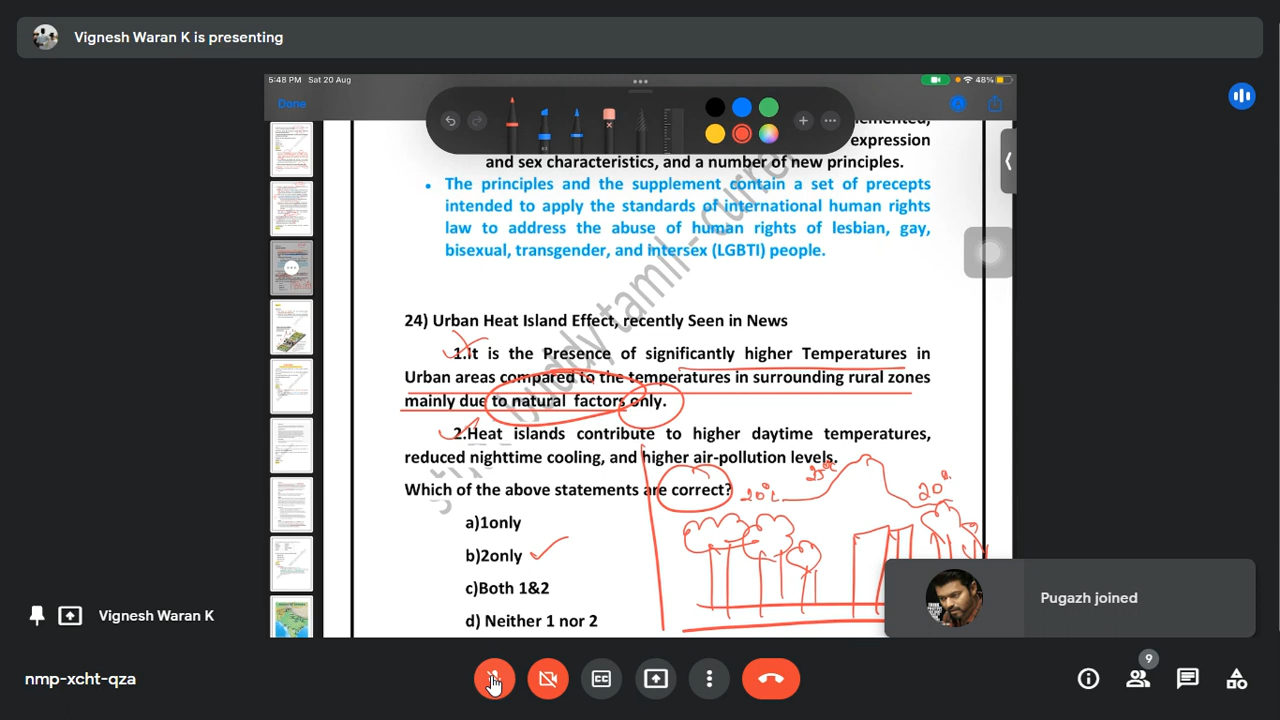 Vignesh Waran K is presenting
5:48 PM Sat 20 Aug
48%
Done
expression
and sex characteristics, and a number of new principles.
• The principles and the supplement contain a set of precepts
intended to apply the standards of international human rights
law to address the abuse of human rights of lesbian, gay,
bisexual, transgender, and intersex (LGBTI) people.
24) Urban Heat Island Effect, recently Seen in News
1.It is the Presence of significantly higher Temperatures in
Urban areas compared to the temperatures in surrounding rural zones
mainly due to natural factors only.
2.Heat islands contribute to higher daytime temperatures,
reduced nighttime cooling, and higher air-pollution levels.
Which of the above statements are correct?
20°c
25°c
20°
a)1only
b)2only
c)Both 1&2
d) Neither 1 nor 2
buddy tamil
Pugazh joined
Vignesh Waran K
nmp-xcht-qza
CC
9